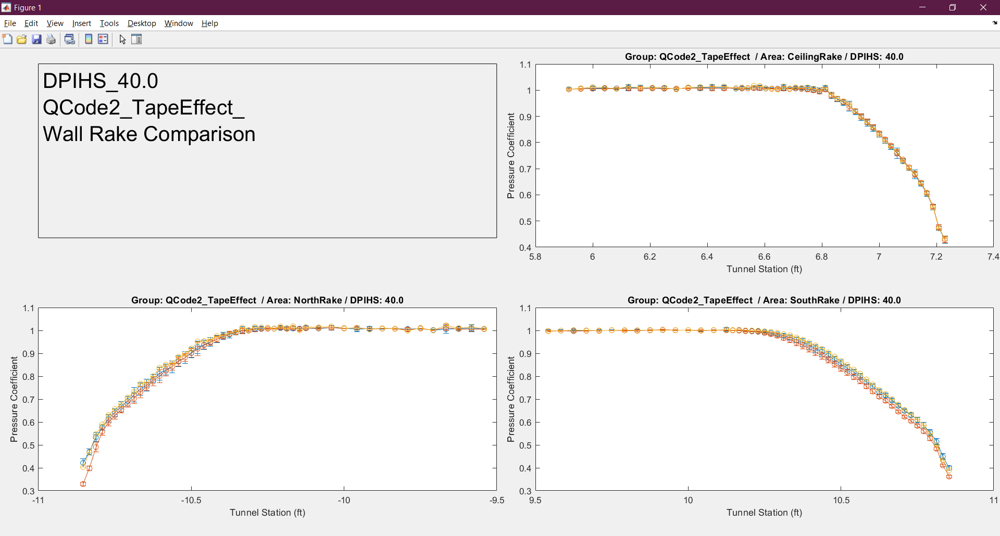 Figure 1
File Edit View Insert Tools Desktop Window Help
DPIHS_40.0
QCode2_TapeEffect_
Wall Rake Comparison
Group: QCode2_TapeEffect / Area: CeilingRake / DPIHS: 40.0
Pressure Coefficient
1.1
1
0.9
0.8
0.7
0.6
0.5
0.4
5.8 6 6.2 6.4 6.6 6.8 7 7.2 7.4
Tunnel Station (ft)
Group: QCode2_TapeEffect / Area: NorthRake / DPIHS: 40.0
Pressure Coefficient
1.1
1
0.9
0.8
0.7
0.6
0.5
0.4
0.3
-11 -10.5 -10 -9.5
Tunnel Station (ft)
Group: QCode2_TapeEffect / Area: SouthRake / DPIHS: 40.0
Pressure Coefficient
1.1
1
0.9
0.8
0.7
0.6
0.5
0.4
0.3
9.5 10 10.5 11
Tunnel Station (ft)